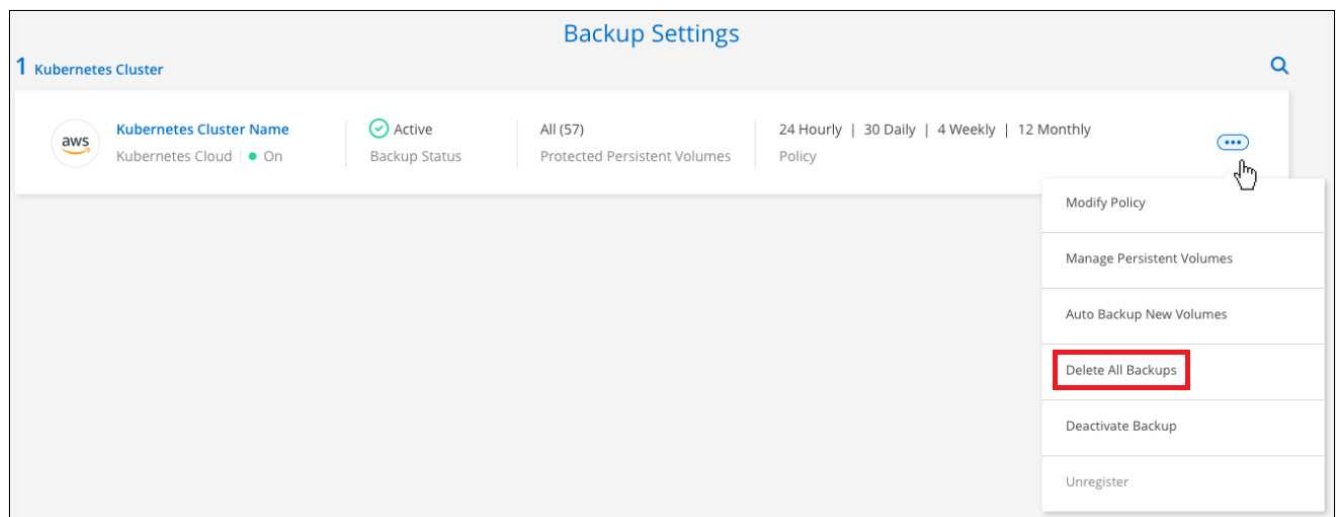 Backup Settings
1 Kubernetes Cluster
aws
Kubernetes Cluster Name
Active
All (57)
24 Hourly | 30 Daily | 4 Weekly | 12 Monthly
Kubernetes Cloud | On
Backup Status
Protected Persistent Volumes
Policy
Modify Policy
Manage Persistent Volumes
Auto Backup New Volumes
Delete All Backups
Deactivate Backup
Unregister